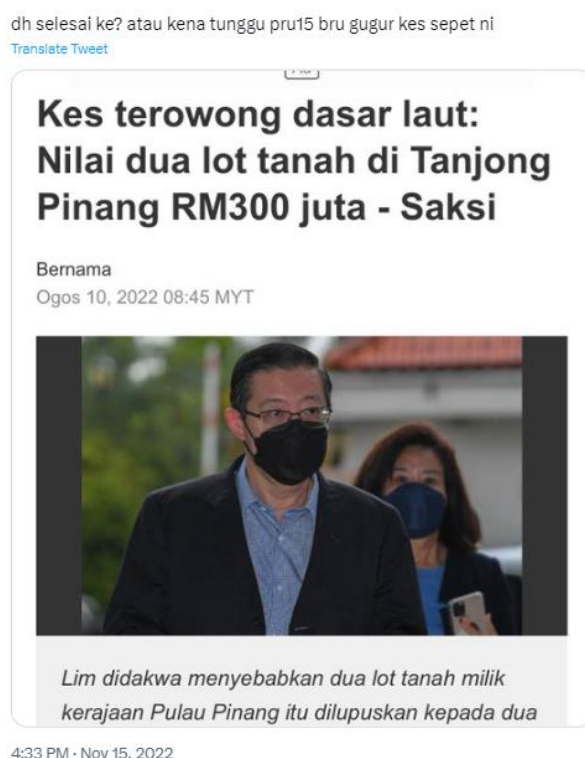 dh selesai ke? atau kena tunggu pru15 bru gugur kes sepet ni
Translate Tweet
Kes terowong dasar laut:
Nilai dua lot tanah di Tanjong
Pinang RM300 juta - Saksi
Bernama
Ogos 10, 2022 08:45 MYT
Lim didakwa menyebabkan dua lot tanah milik
kerajaan Pulau Pinang itu dilupuskan kepada dua
4:33 PM · Nov 15, 2022